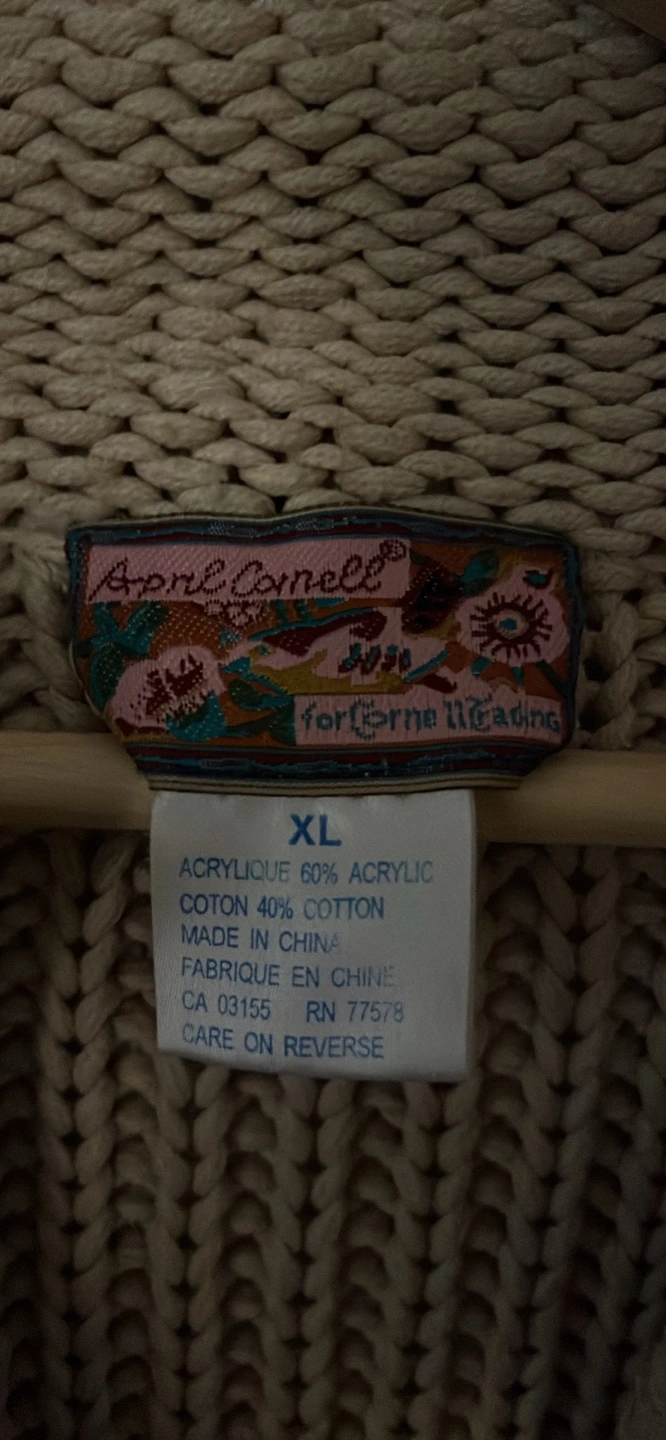 April Cornell®
for Cornell Trading
XL
ACRYLIQUE 60% ACRYLIC
COTON 40% COTTON
MADE IN CHINA
FABRIQUE EN CHINE
CA 03155 RN 77578
CARE ON REVERSE